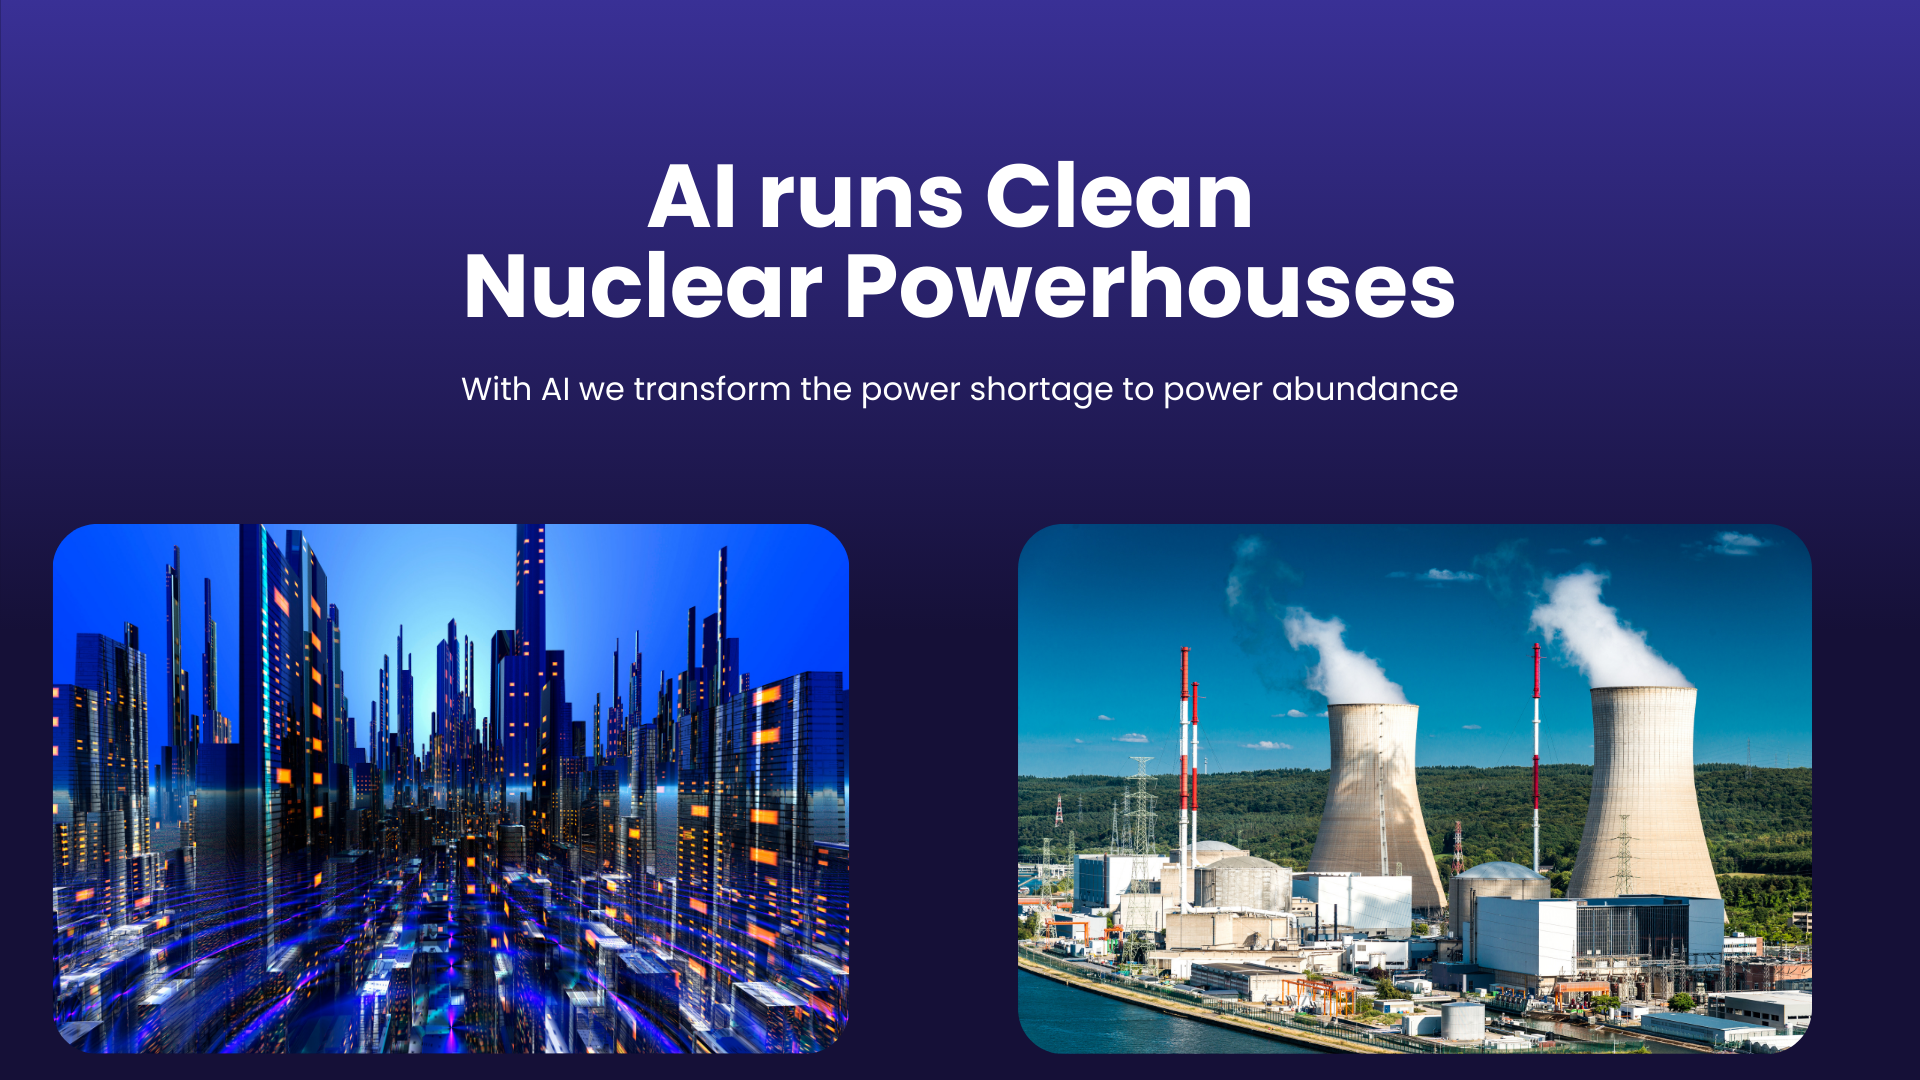 AI runs Clean
Nuclear Powerhouses
With AI we transform the power shortage to power abundance